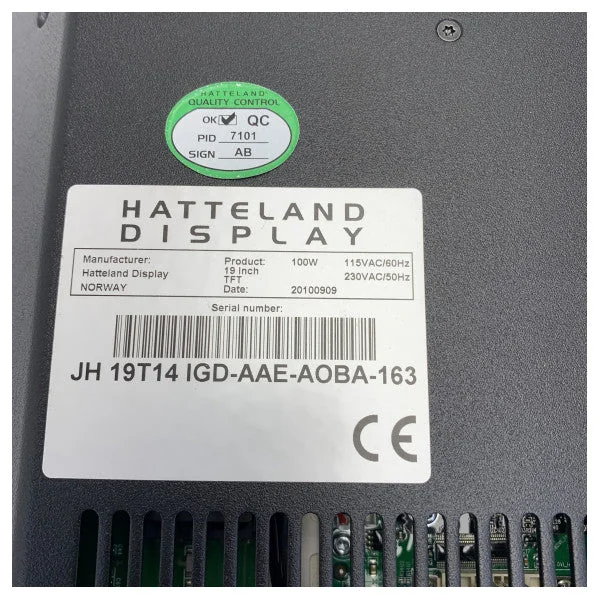 HATTELAND
QUALITY CONTROL
OK ✓ QC
PID 7101
SIGN AB
HATTELAND
DISPLAY
Manufacturer: Product: 100W 115VAC/60Hz
Hatteland Display 19 Inch 230VAC/50Hz
TFT
NORWAY Date: 20100909
Serial number:
JH 19T14 IGD-AAE-AOBA-163
CE